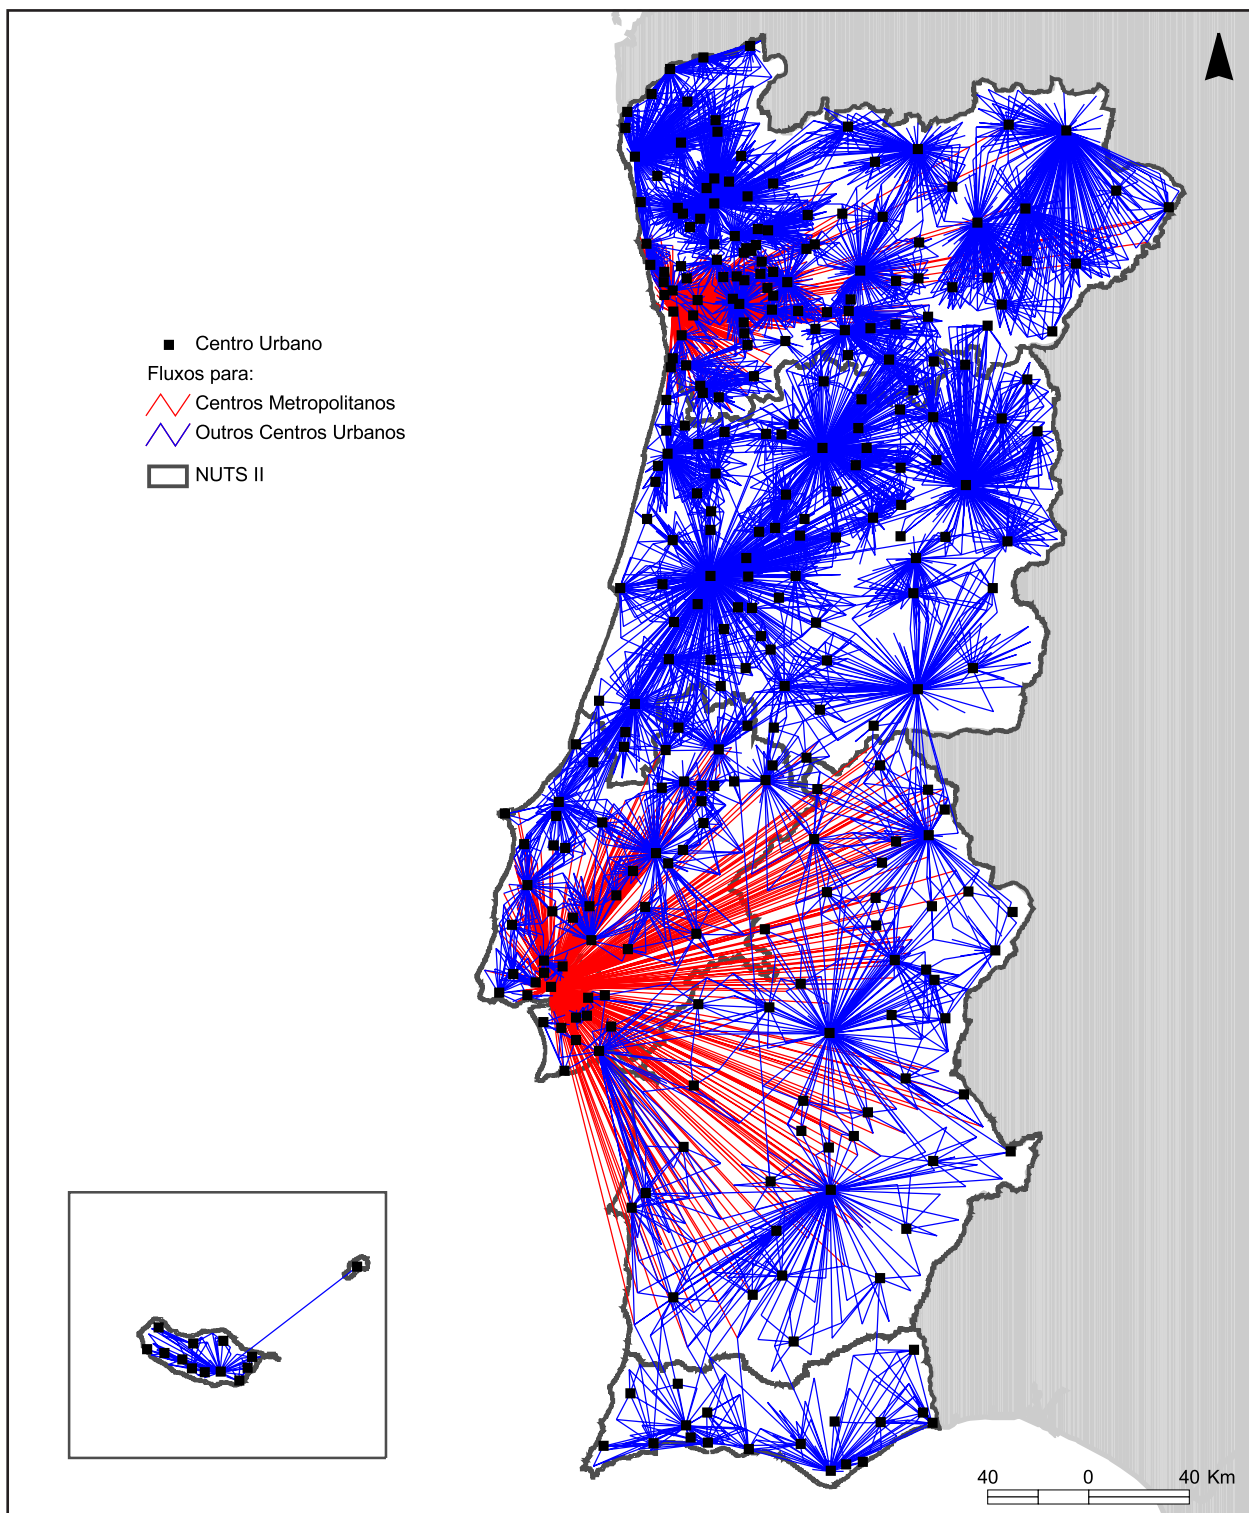 Centro Urbano
Fluxos para:
Centros Metropolitanos
Outros Centros Urbanos
NUTS II
40 0 40 Km